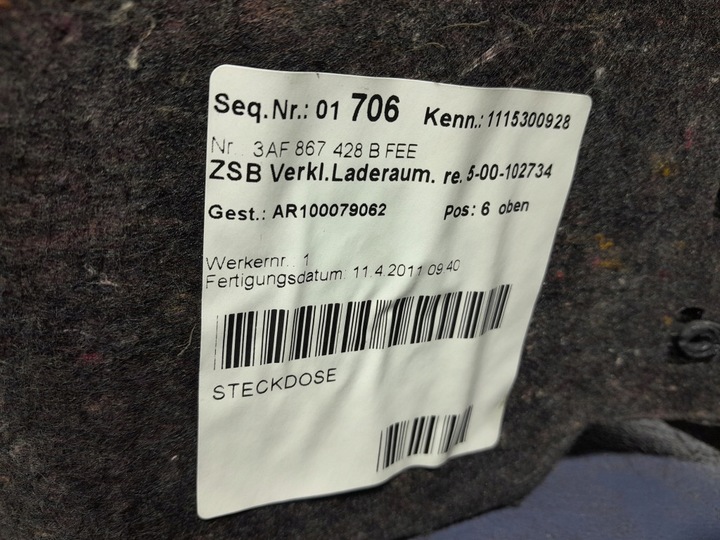 Seq.Nr.: 01 706 Kenn.: 1115300928
Nr.: 3AF 867 428 B FEE
ZSB Verkl.Laderaum. re. 5-00-102734
Gest.: AR100079062 Pos: 6 oben
Werkernr.: 1
Fertigungsdatum: 11.4.2011 09:40
STECKDOSE